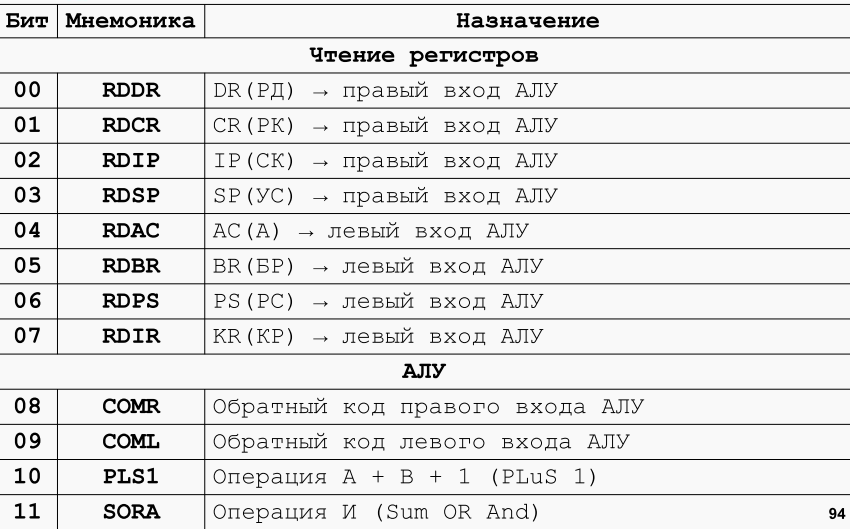 Бит Мнемоника Назначение
Чтение регистров
00 RDDR DR(РД) → правый вход АЛУ
01 RDCR CR(РК) → правый вход АЛУ
02 RDIP IP(СК) → правый вход АЛУ
03 RDSP SP(УС) → правый вход АЛУ
04 RDAC AC(А) → левый вход АЛУ
05 RDBR BR(БР) → левый вход АЛУ
06 RDPS PS(РС) → левый вход АЛУ
07 RDIR KR(КР) → левый вход АЛУ
АЛУ
08 COMR Обратный код правого входа АЛУ
09 COML Обратный код левого входа АЛУ
10 PLS1 Операция A + B + 1 (PLuS 1)
11 SORA Операция И (Sum OR And)
94